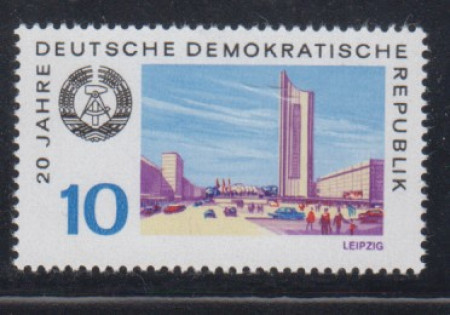 20 JAHRE
DEUTSCHE DEMOKRATISCHE
REPUBLIK
10
LEIPZIG